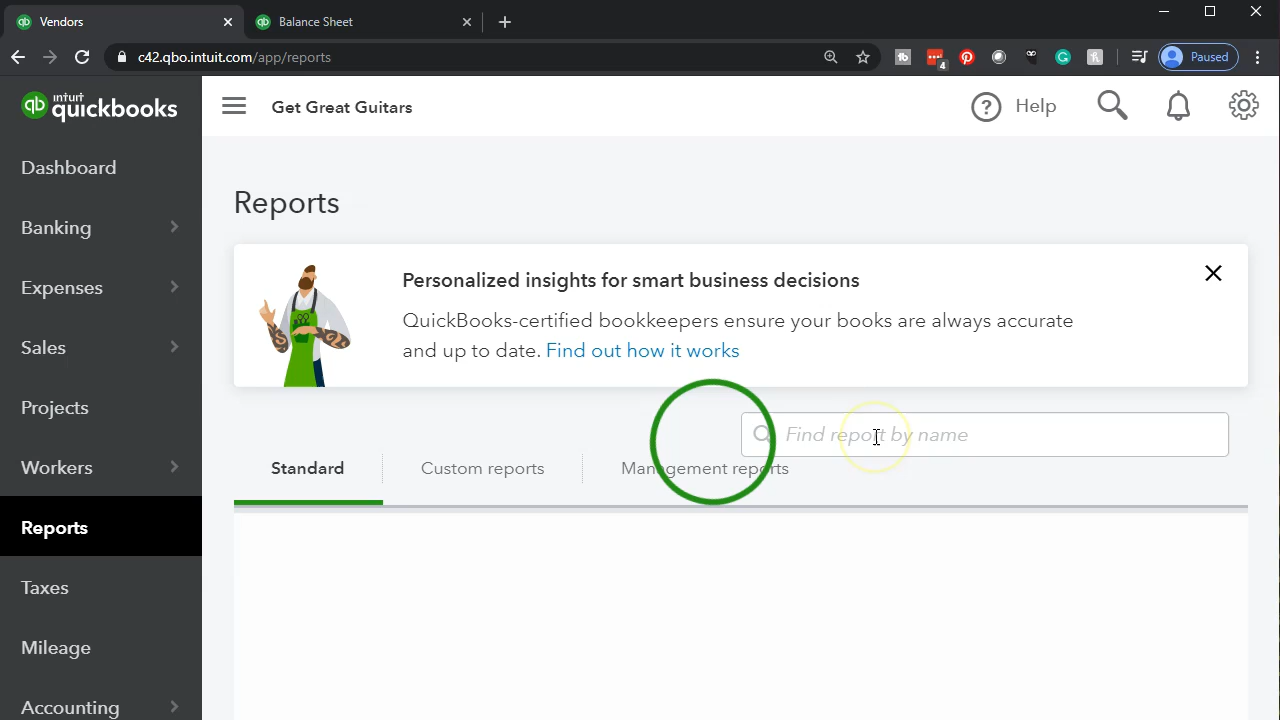 Vendors
Balance Sheet
c42.qbo.intuit.com/app/reports
4
Paused
intuit
quickbooks
Get Great Guitars
Help
Dashboard
Banking
Expenses
Sales
Projects
Workers
Reports
Taxes
Mileage
Accounting
Reports
Personalized insights for smart business decisions
QuickBooks-certified bookkeepers ensure your books are always accurate
and up to date. Find out how it works
Find report by name
Standard
Custom reports
Management reports